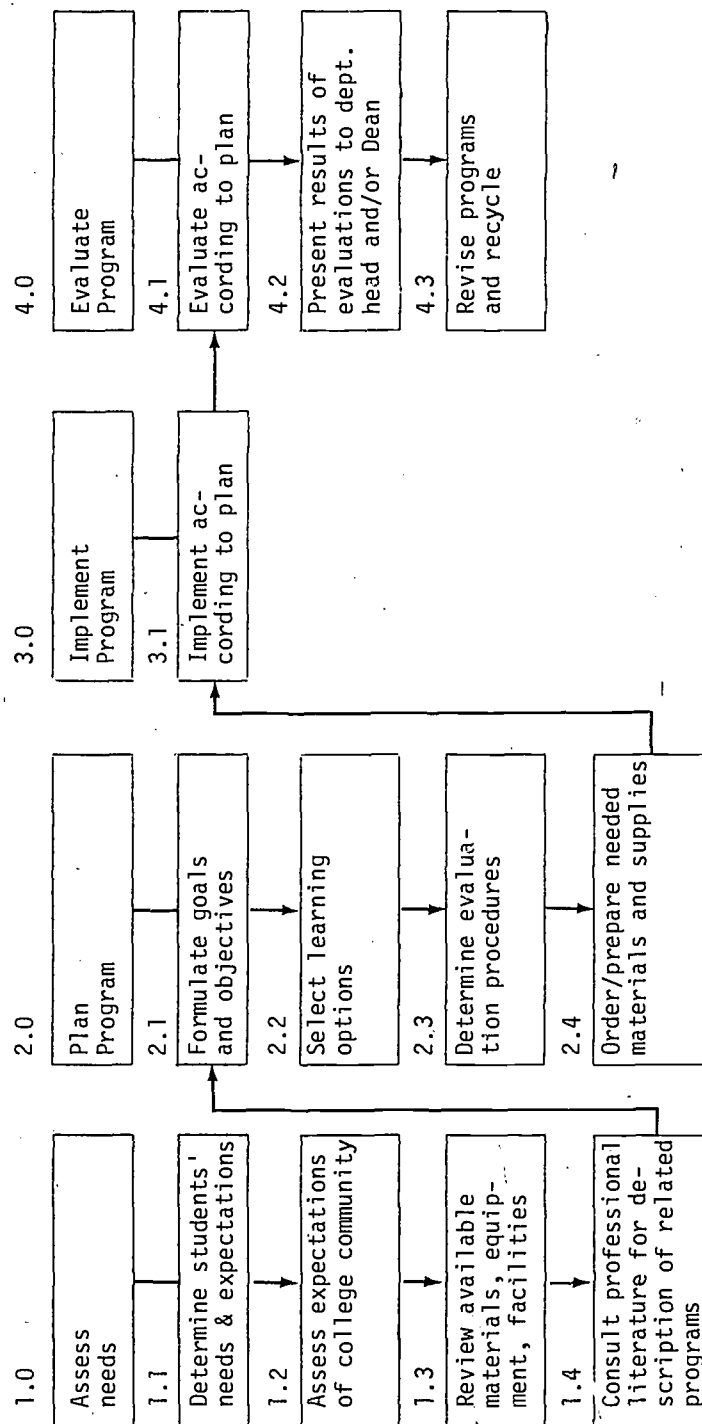 1.0
Assess
needs
1.1
Determine students'
needs & expectations
1.2
Assess expectations
of college community
1.3
Review available
materials, equip-
ment, facilities
1.4
Consult professional
literature for de-
scription of related
programs
2.0
Plan
Program
2.1
Formulate goals
and objectives
2.2
Select learning
options
2.3
Determine evalua-
tion procedures
2.4
Order/prepare needed
materials and supplies
3.0
Implement
Program
3.1
Implement ac-
cording to plan
4.0
Evaluate
Program
4.1
Evaluate ac-
cording to plan
4.2
Present results of
evaluations to dept.
head and/or Dean
4.3
Revise programs
and recycle